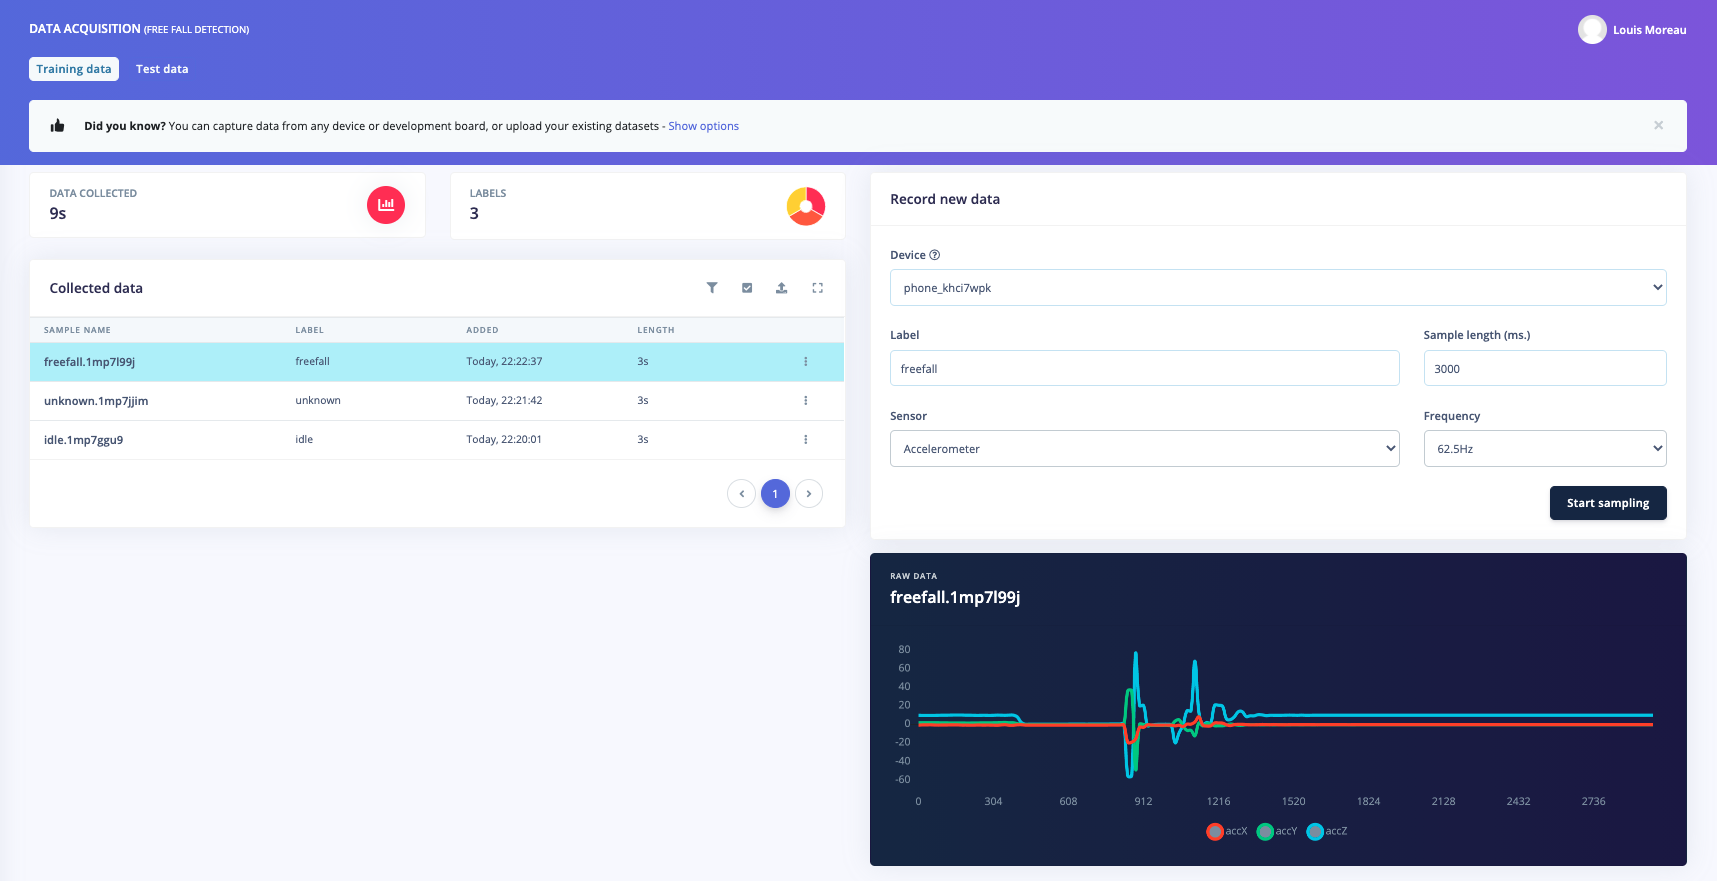 DATA ACQUISITION (FREE FALL DETECTION)
Louis Moreau
Training data
Test data
Did you know? You can capture data from any device or development board, or upload your existing datasets - Show options
×
DATA COLLECTED
9s
LABELS
3
Collected data
SAMPLE NAME LABEL ADDED LENGTH
freefall.1mp7l99j freefall Today, 22:22:37 3s
unknown.1mp7jjim unknown Today, 22:21:42 3s
idle.1mp7ggu9 idle Today, 22:20:01 3s
1
Record new data
Device
phone_khci7wpk
Label
freefall
Sample length (ms.)
3000
Sensor
Accelerometer
Frequency
62.5Hz
Start sampling
RAW DATA
freefall.1mp7l99j
80
60
40
20
0
-20
-40
-60
0 304 608 912 1216 1520 1824 2128 2432 2736
accX accY accZ